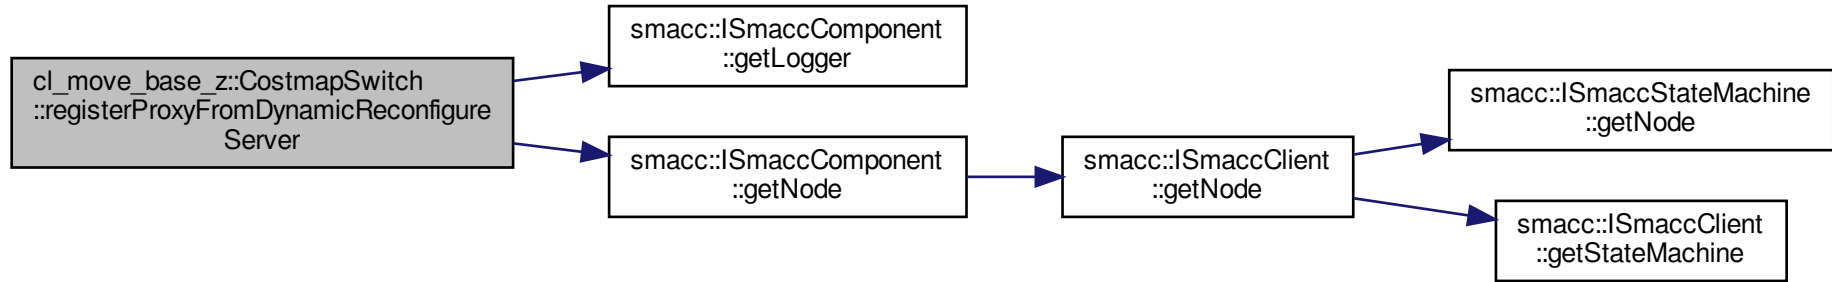 cl_move_base_z::CostmapSwitch
::registerProxyFromDynamicReconfigure
Server
smacc::ISmaccComponent
::getLogger
smacc::ISmaccComponent
::getNode
smacc::ISmaccClient
::getNode
smacc::ISmaccStateMachine
::getNode
smacc::ISmaccClient
::getStateMachine